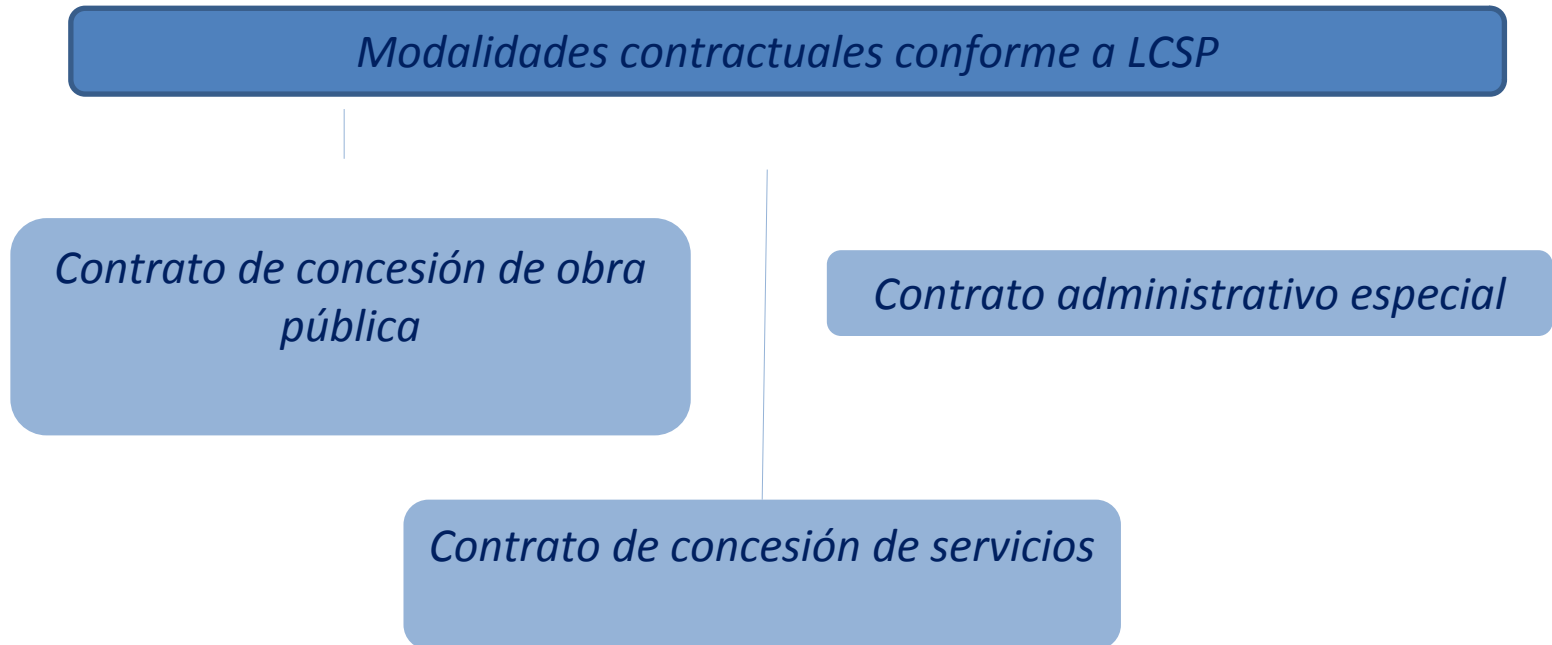 Modalidades contractuales conforme a LCSP
Contrato de concesión de obra
pública
Contrato administrativo especial
Contrato de concesión de servicios